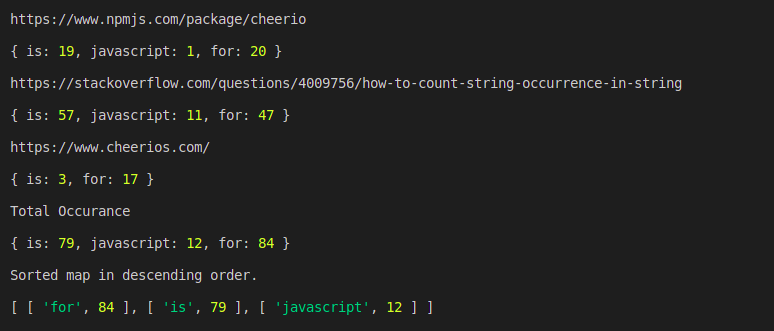 https://www.npmjs.com/package/cheerio
{ is: 19, javascript: 1, for: 20 }
https://stackoverflow.com/questions/4009756/how-to-count-string-occurrence-in-string
{ is: 57, javascript: 11, for: 47 }
https://www.cheerios.com/
{ is: 3, for: 17 }
Total Occurance
{ is: 79, javascript: 12, for: 84 }
Sorted map in descending order.
[ [ 'for', 84 ], [ 'is', 79 ], [ 'javascript', 12 ] ]